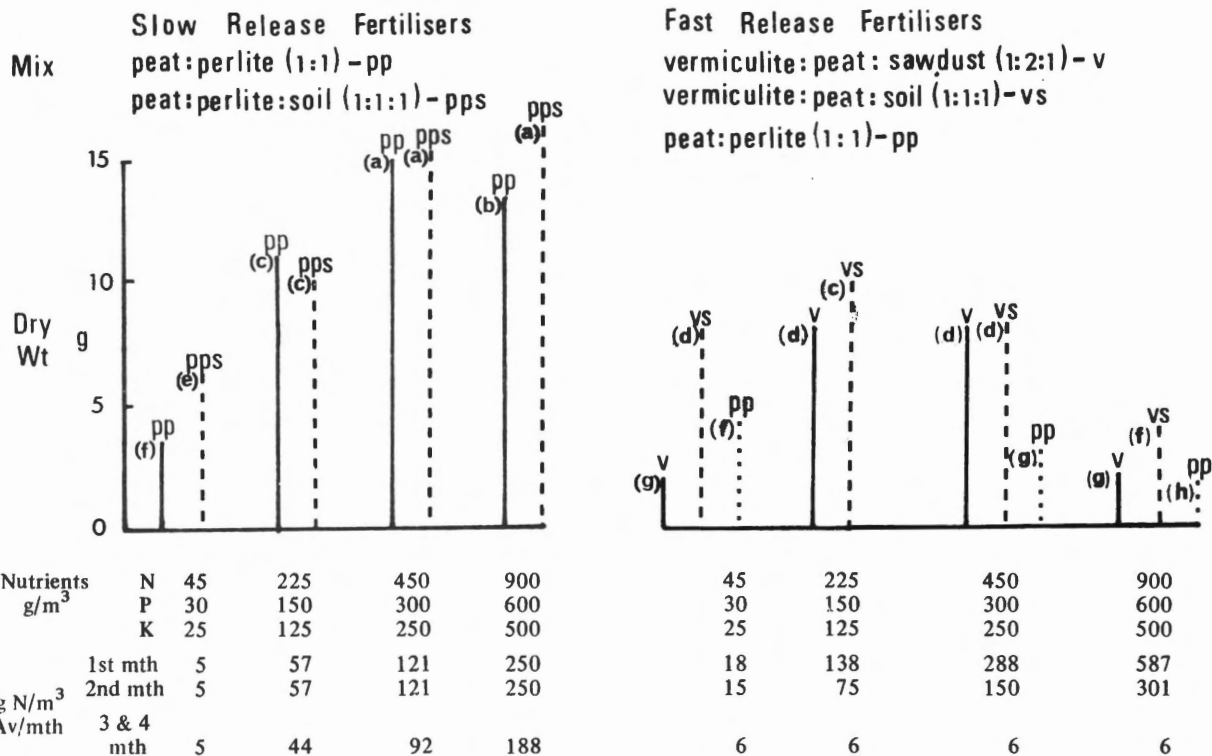 Slow Release Fertilisers
Mix peat:perlite (1:1) - pp
peat:perlite:soil (1:1:1) - pps
Fast Release Fertilisers
vermiculite: peat: sawdust (1:2:1) - v
vermiculite: peat: soil (1:1:1) - vs
peat:perlite (1:1) - pp
Dry Wt g
15
10
5
0
pp (f)
pps (e)
pp (c)
pps (c)
pp (a)
pps (a)
pp (b)
pps (a)
v (g)
vs (d)
pp (f)
v (d)
vs (c)
v (d)
vs (d)
pp (g)
v (g)
vs (f)
pp (h)
Nutrients g/m³
N 45 225 450 900 45 225 450 900
P 30 150 300 600 30 150 300 600
K 25 125 250 500 25 125 250 500
g N/m³ Av/mth
1st mth 5 57 121 250 18 138 288 587
2nd mth 5 57 121 250 15 75 150 301
3 & 4 mth 5 44 92 188 6 6 6 6